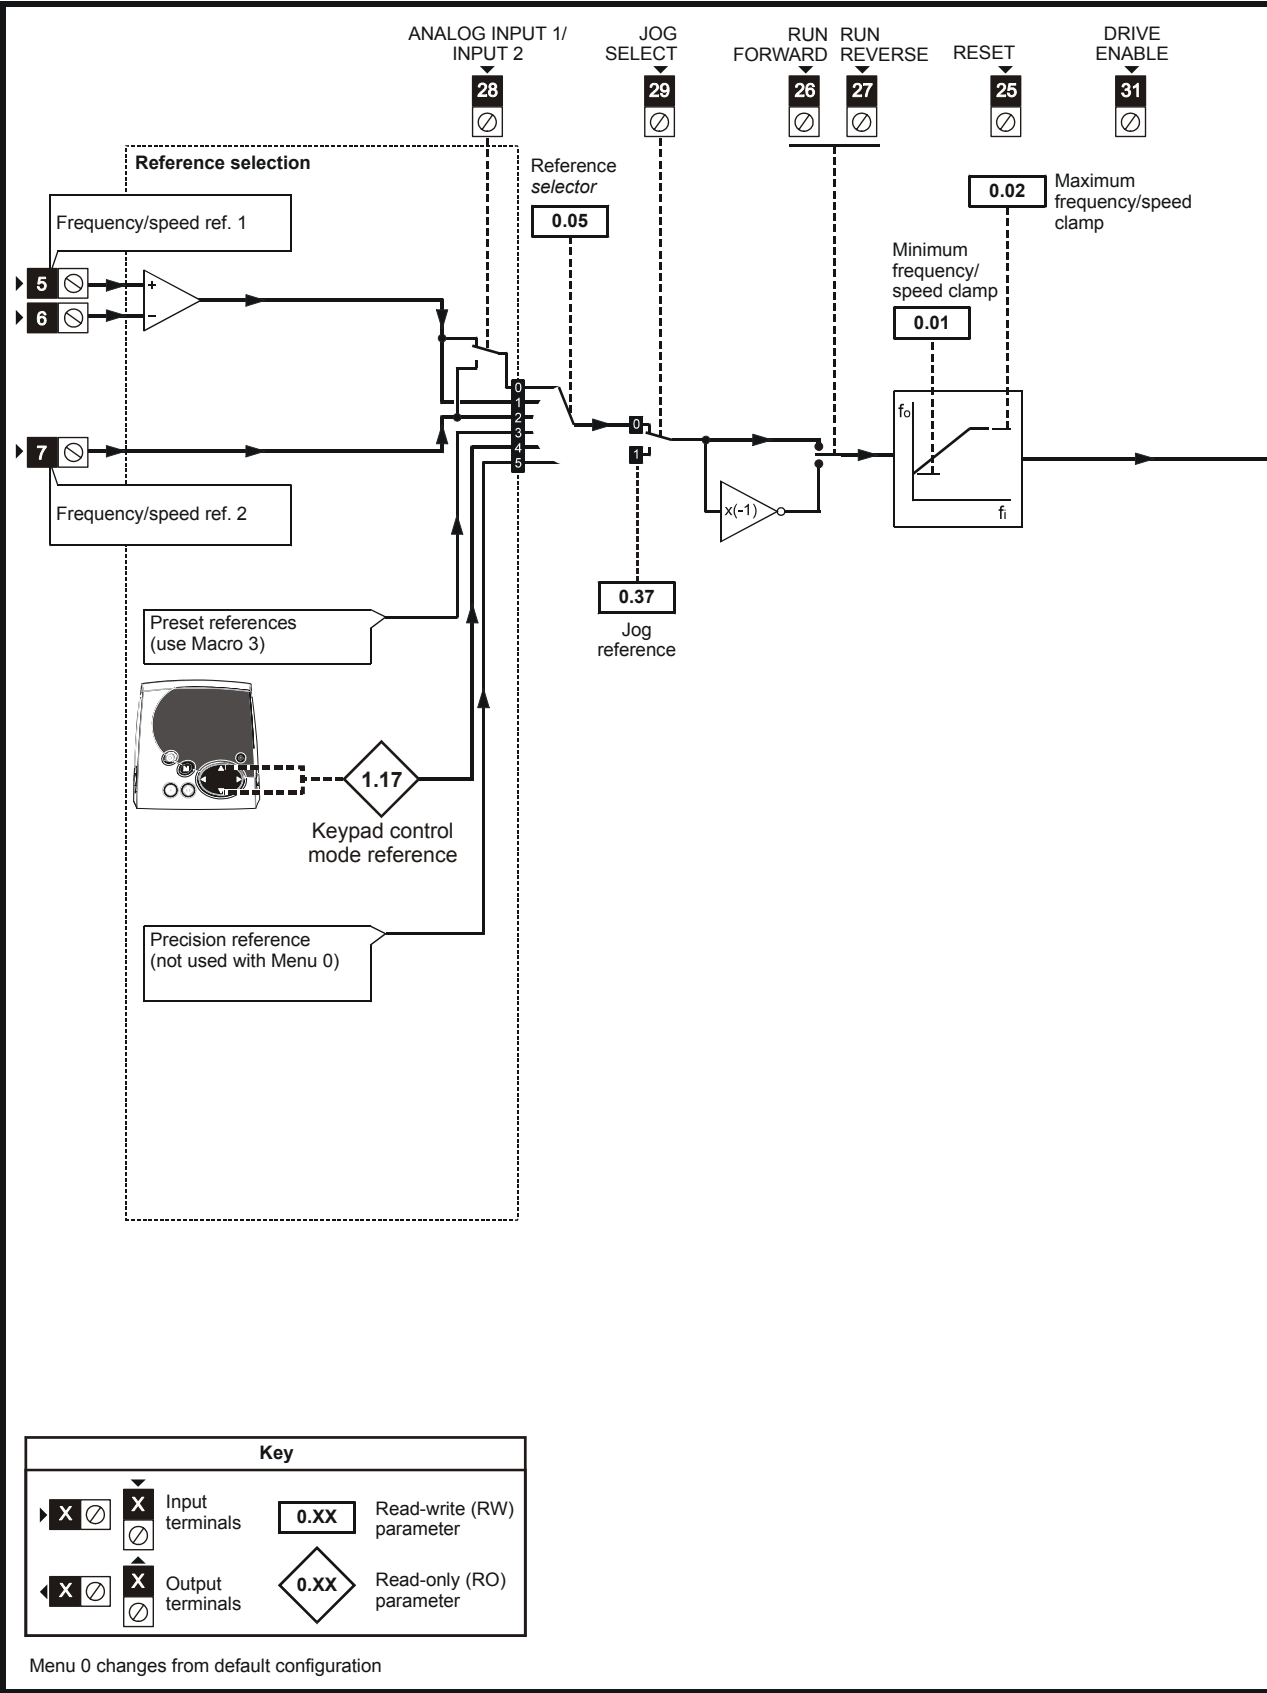 ANALOG INPUT 1/
INPUT 2
28
JOG
SELECT
29
RUN
FORWARD
26
RUN
REVERSE
27
RESET
25
DRIVE
ENABLE
31
Reference selection
Reference
selector
0.05
0.02
Maximum
frequency/speed
clamp
Minimum
frequency/
speed clamp
0.01
Frequency/speed ref. 1
5
6
+
−
7
Frequency/speed ref. 2
0
1
2
3
4
5
0
1
x(-1)
fo
fi
0.37
Jog
reference
Preset references
(use Macro 3)
M
1.17
Keypad control
mode reference
Precision reference
(not used with Menu 0)
Key
X
X
Input
terminals
0.XX
Read-write (RW)
parameter
X
X
Output
terminals
0.XX
Read-only (RO)
parameter
Menu 0 changes from default configuration